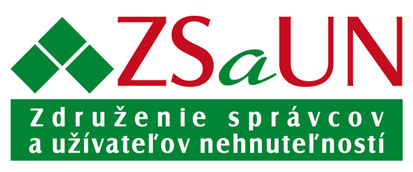 ZSaUN
Združenie správcov
a užívateľov nehnuteľností